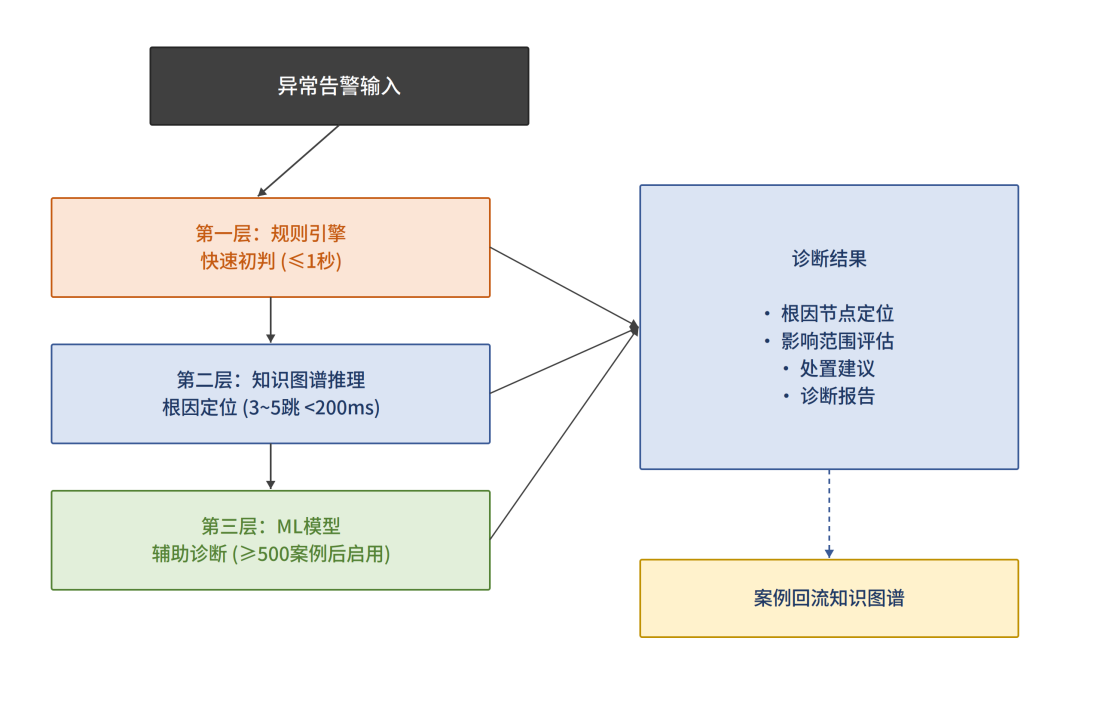 异常告警输入
第一层：规则引擎
快速初判 (≤1秒)
第二层：知识图谱推理
根因定位 (3~5跳 <200ms)
第三层：ML模型
辅助诊断 (≥500案例后启用)
诊断结果
• 根因节点定位
• 影响范围评估
• 处置建议
• 诊断报告
案例回流知识图谱